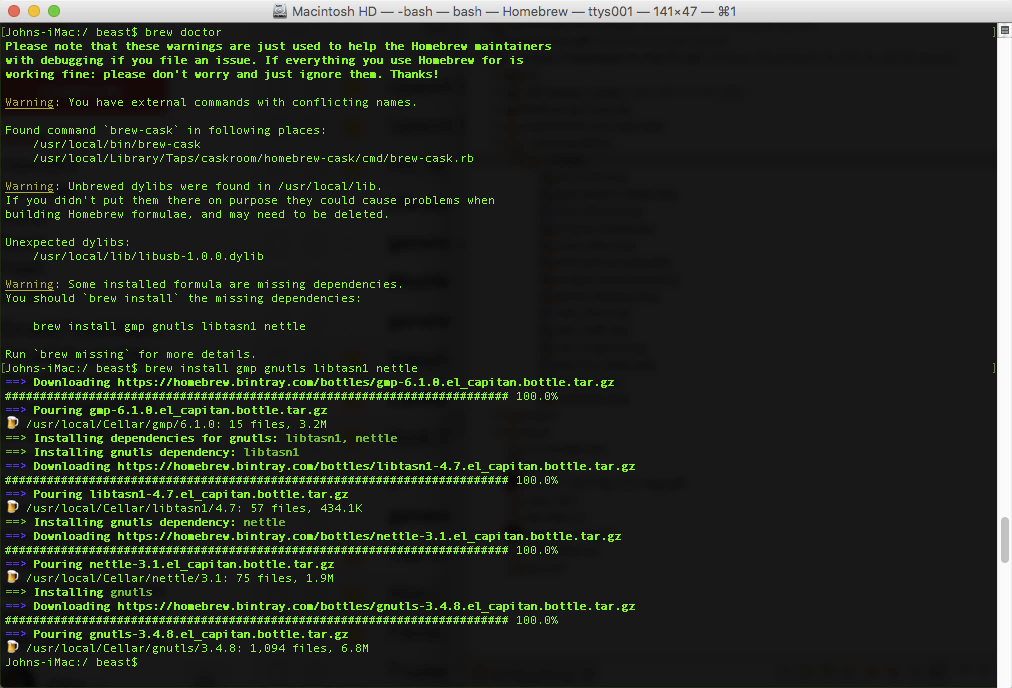 Macintosh HD — -bash — bash — Homebrew — ttys001 — 141×47 — ⌘1
[Johns-iMac:/ beast$ brew doctor ]
Please note that these warnings are just used to help the Homebrew maintainers
with debugging if you file an issue. If everything you use Homebrew for is
working fine: please don't worry and just ignore them. Thanks!
Warning: You have external commands with conflicting names.
Found command `brew-cask` in following places:
/usr/local/bin/brew-cask
/usr/local/Library/Taps/caskroom/homebrew-cask/cmd/brew-cask.rb
Warning: Unbrewed dylibs were found in /usr/local/lib.
If you didn't put them there on purpose they could cause problems when
building Homebrew formulae, and may need to be deleted.
Unexpected dylibs:
/usr/local/lib/libusb-1.0.0.dylib
Warning: Some installed formula are missing dependencies.
You should `brew install` the missing dependencies:
brew install gmp gnutls libtasn1 nettle
Run `brew missing` for more details.
[Johns-iMac:/ beast$ brew install gmp gnutls libtasn1 nettle ]
==> Downloading https://homebrew.bintray.com/bottles/gmp-6.1.0.el_capitan.bottle.tar.gz
######################################################################## 100.0%
==> Pouring gmp-6.1.0.el_capitan.bottle.tar.gz
🍺 /usr/local/Cellar/gmp/6.1.0: 15 files, 3.2M
==> Installing dependencies for gnutls: libtasn1, nettle
==> Installing gnutls dependency: libtasn1
==> Downloading https://homebrew.bintray.com/bottles/libtasn1-4.7.el_capitan.bottle.tar.gz
######################################################################## 100.0%
==> Pouring libtasn1-4.7.el_capitan.bottle.tar.gz
🍺 /usr/local/Cellar/libtasn1/4.7: 57 files, 434.1K
==> Installing gnutls dependency: nettle
==> Downloading https://homebrew.bintray.com/bottles/nettle-3.1.el_capitan.bottle.tar.gz
######################################################################## 100.0%
==> Pouring nettle-3.1.el_capitan.bottle.tar.gz
🍺 /usr/local/Cellar/nettle/3.1: 75 files, 1.9M
==> Installing gnutls
==> Downloading https://homebrew.bintray.com/bottles/gnutls-3.4.8.el_capitan.bottle.tar.gz
######################################################################## 100.0%
==> Pouring gnutls-3.4.8.el_capitan.bottle.tar.gz
🍺 /usr/local/Cellar/gnutls/3.4.8: 1,094 files, 6.8M
Johns-iMac:/ beast$